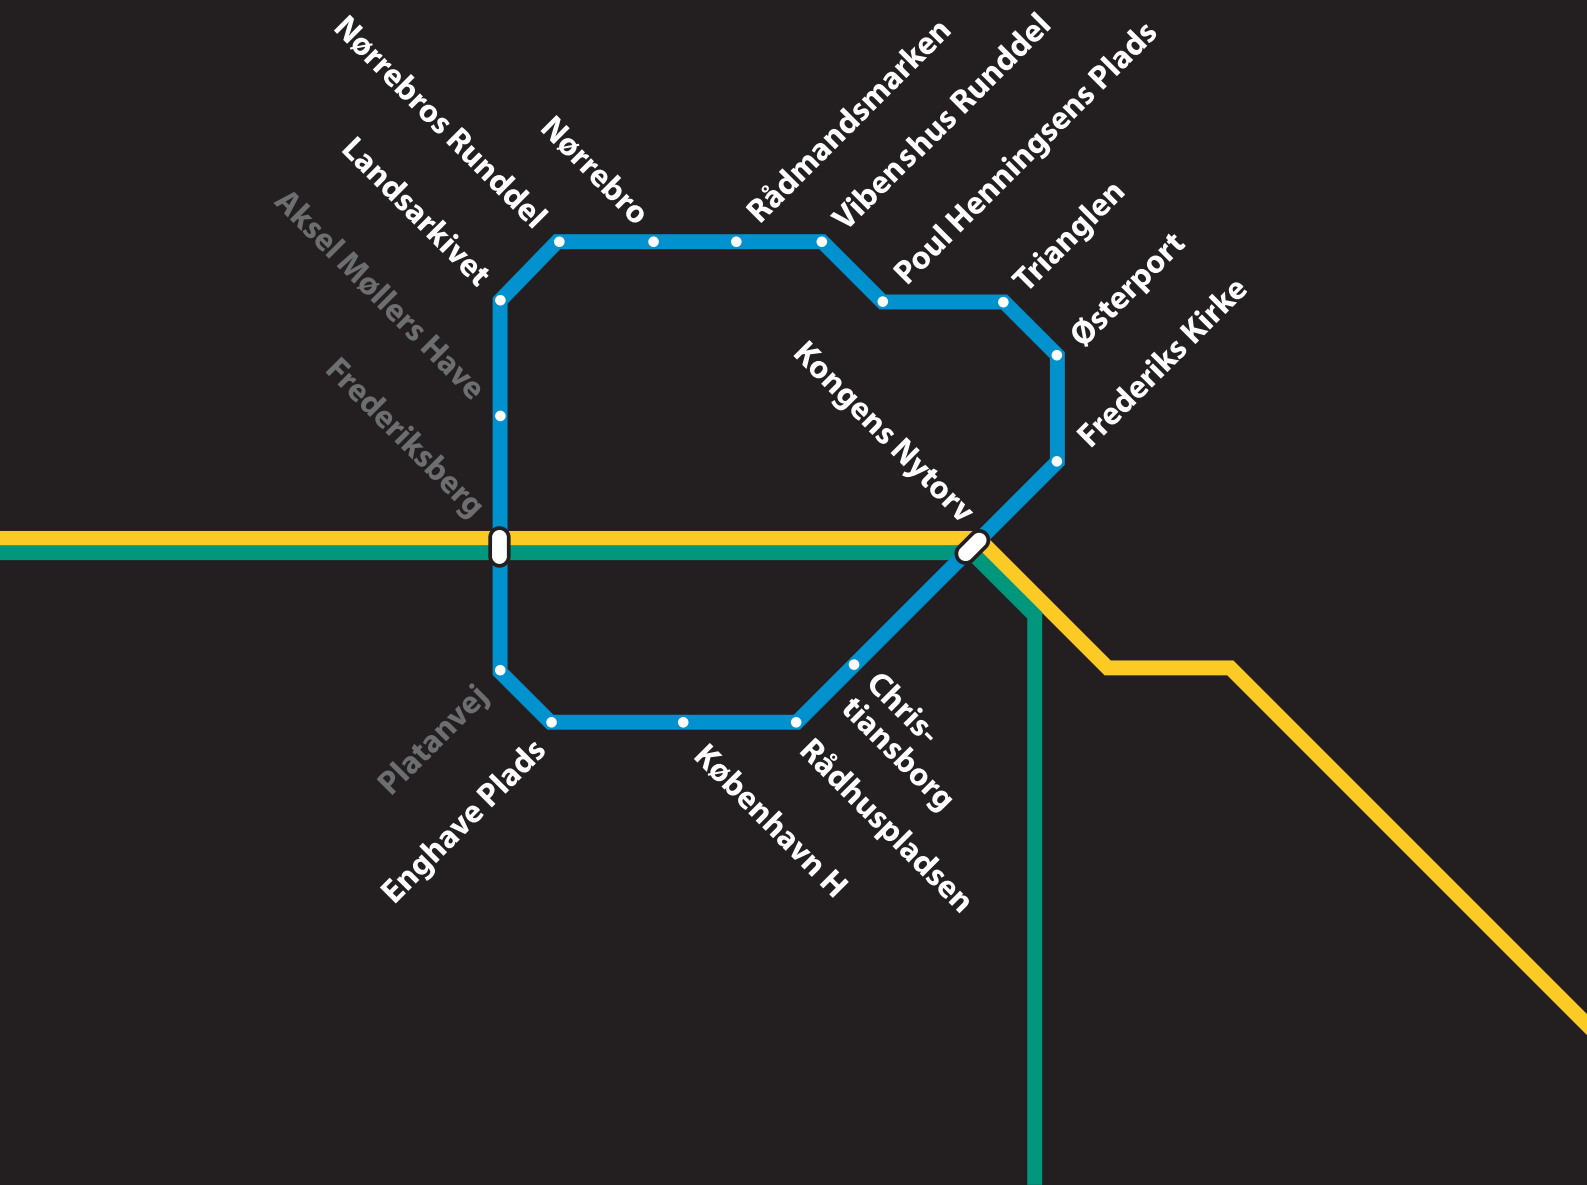 Nørrebros Runddel
Nørrebro
Rådmandsmarken
Vibenshus Runddel
Poul Henningsens Plads
Landsarkivet
Trianglen
Aksel Møllers Have
Østerport
Frederiks Kirke
Frederiksberg
Kongens Nytorv
Platanvej
Chris-
tiansborg
Enghave Plads
København H
Rådhuspladsen